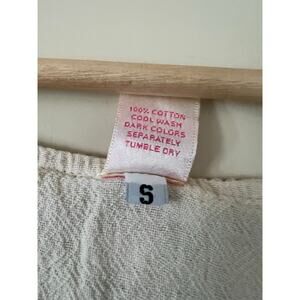 100% COTTON
COOL WASH
DARK COLORS
SEPARATELY
TUMBLE DRY
S